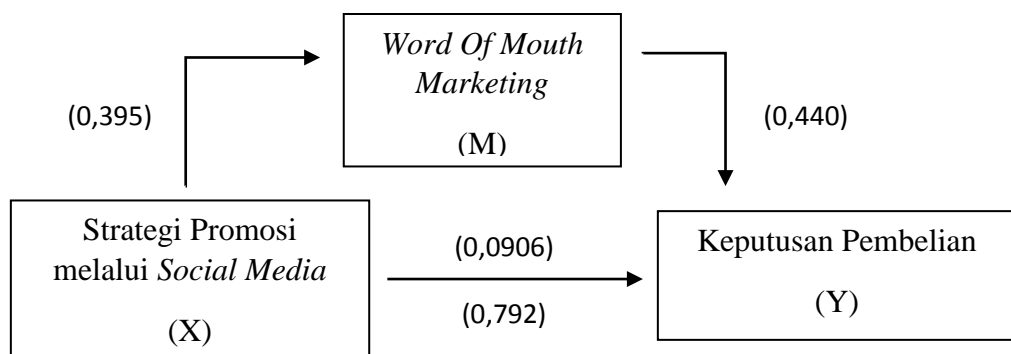 Word Of Mouth
Marketing
(M)
(0,395)
(0,440)
Strategi Promosi
melalui Social Media
(X)
(0,0906)
(0,792)
Keputusan Pembelian
(Y)